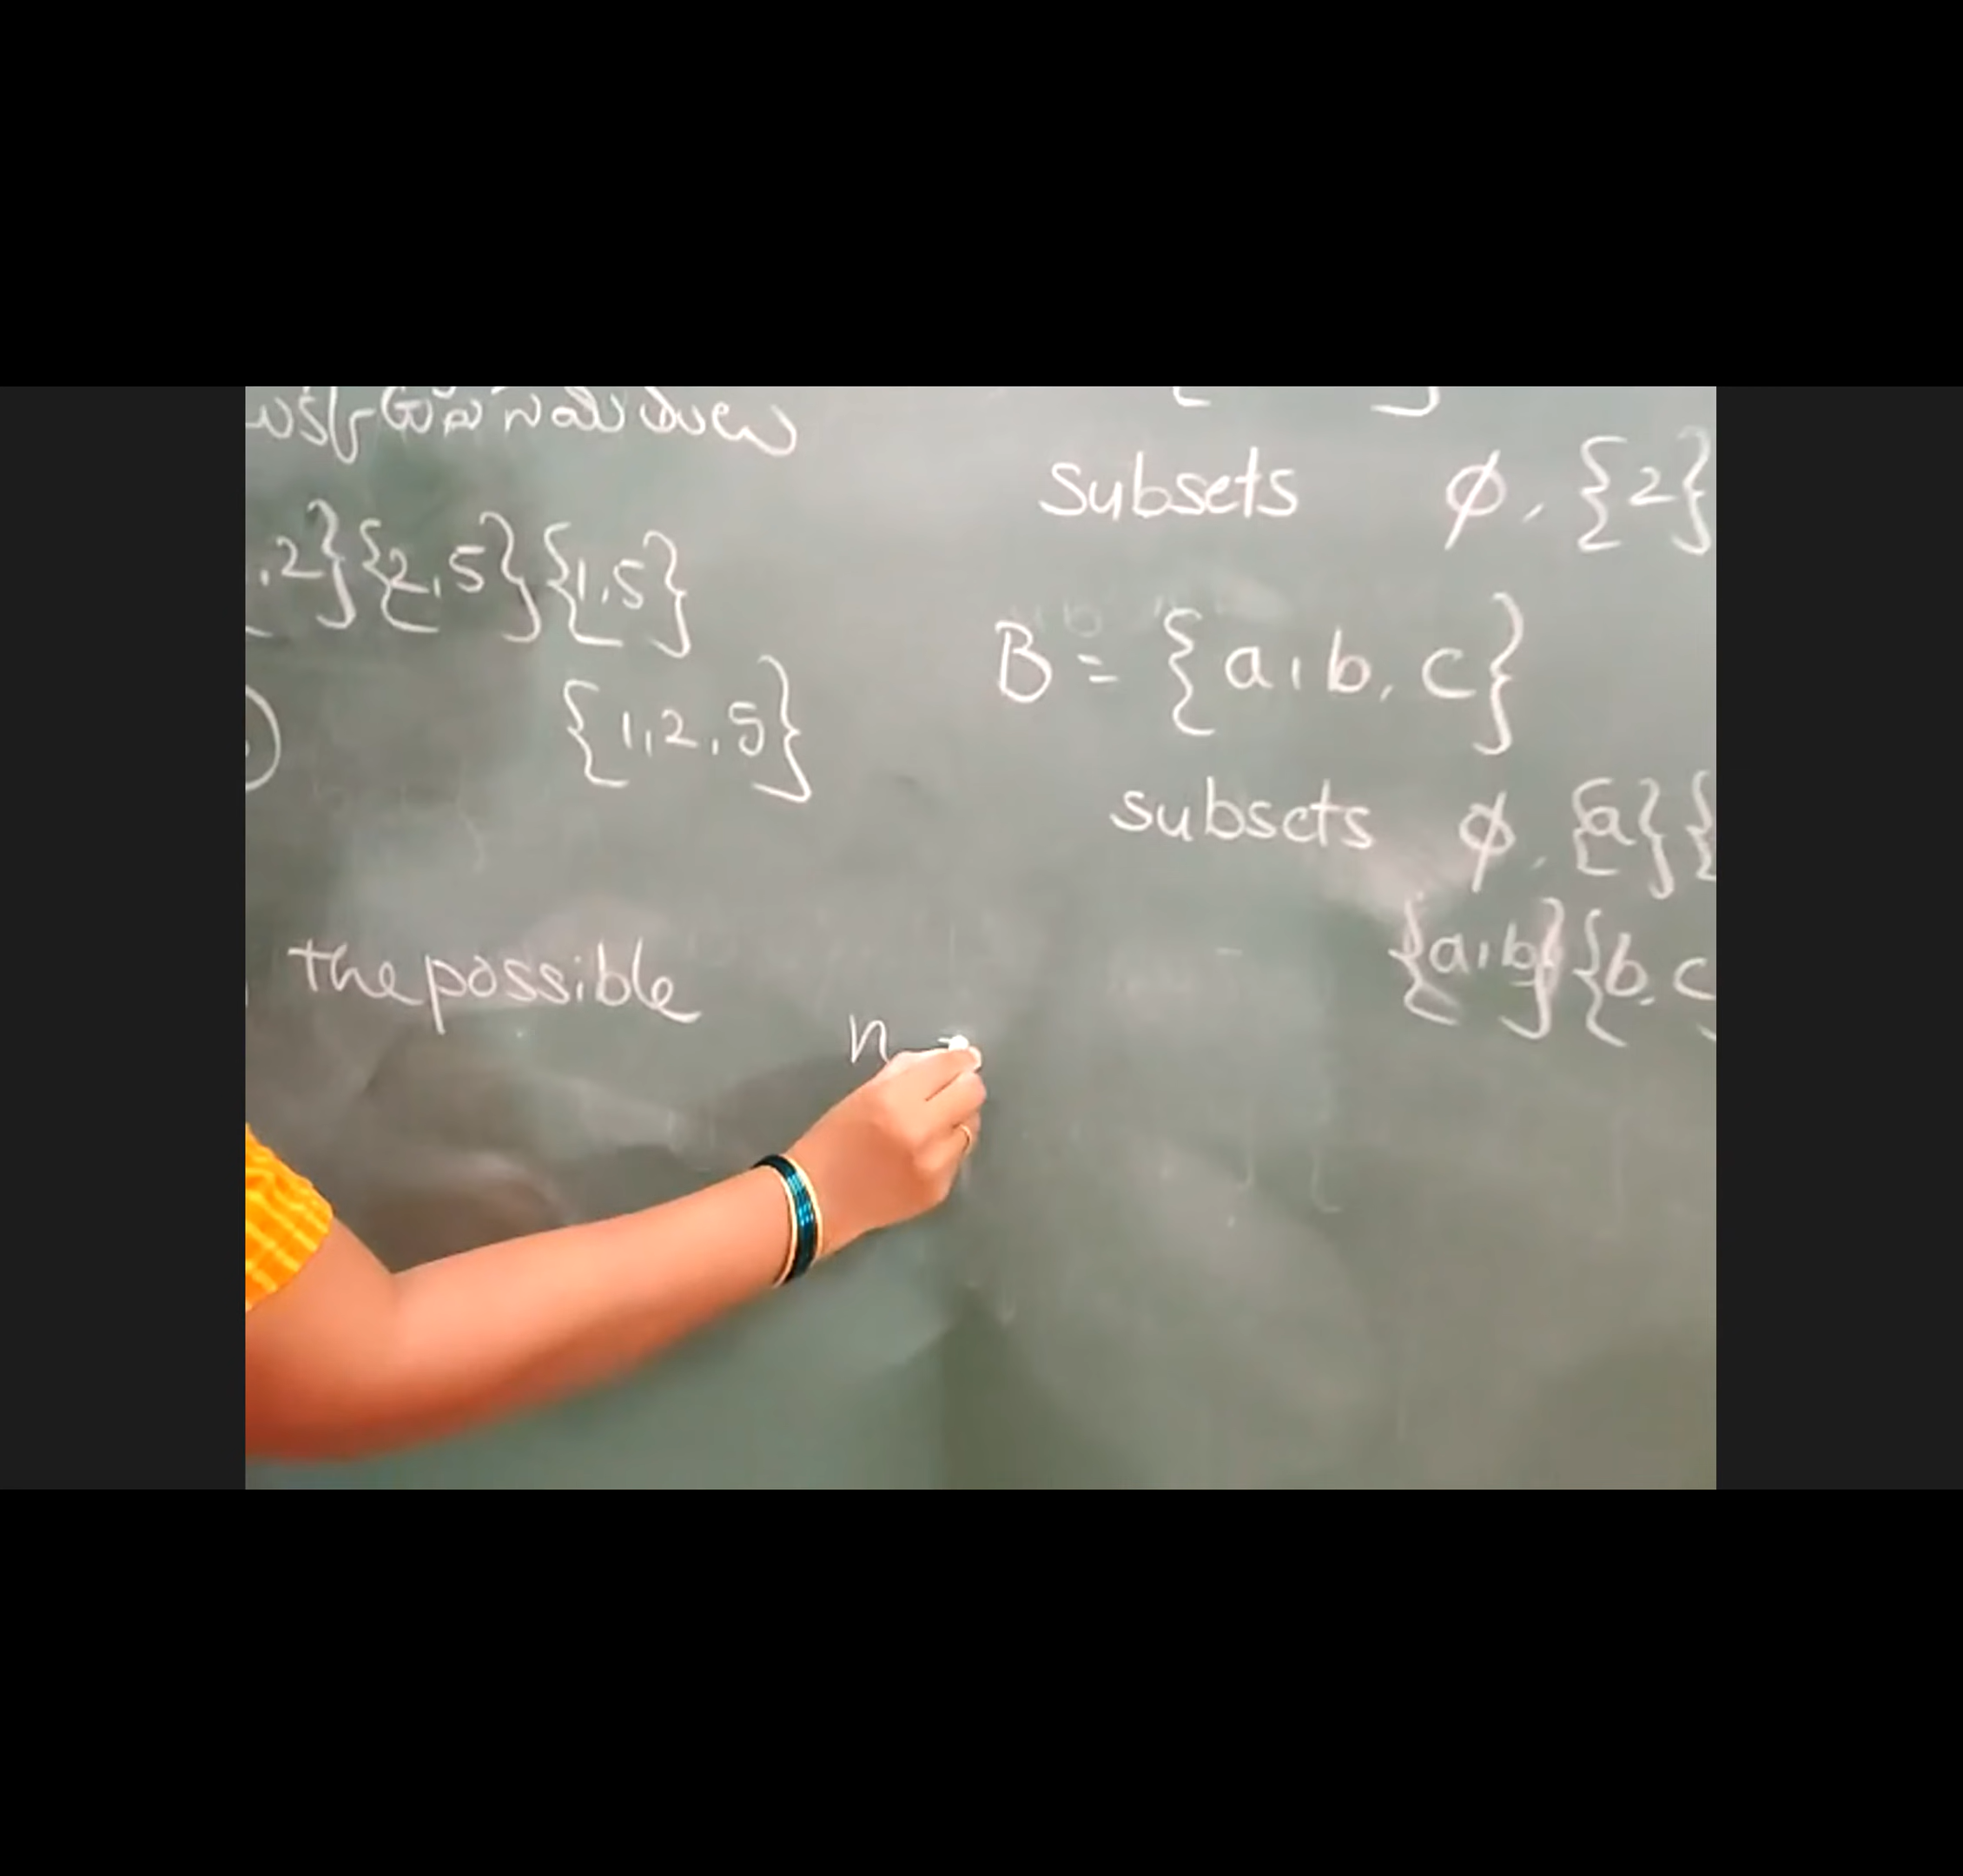 ,2} {2,5} {1,5}
{1,2,5}
the possible
n
subsets φ, {2}
B = {a, b, c}
subsets φ, {a} {
{a,b} {b, c